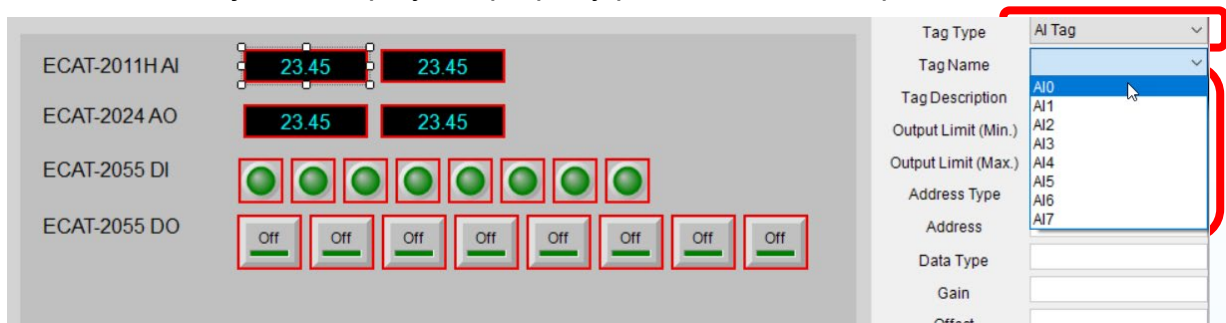 ECAT-2011H AI 23.45 23.45
ECAT-2024 AO 23.45 23.45
ECAT-2055 DI
ECAT-2055 DO Off Off Off Off Off Off Off Off
Tag Type AI Tag
Tag Name
AI0
AI1
AI2
AI3
AI4
AI5
AI6
AI7
Tag Description
Output Limit (Min.)
Output Limit (Max.)
Address Type
Address
Data Type
Gain
Offset